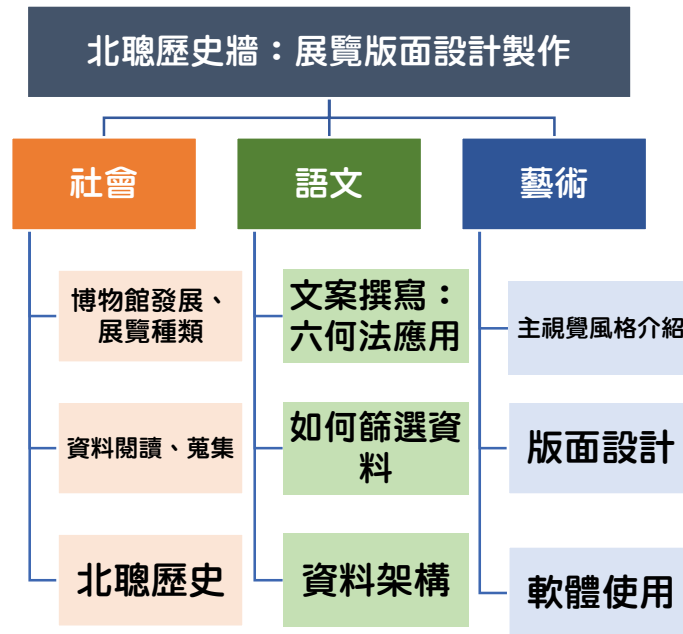 北聰歷史牆：展覽版面設計製作
社會
語文
藝術
博物館發展、
展覽種類
資料閱讀、蒐集
北聰歷史
文案撰寫：
六何法應用
如何篩選資
料
資料架構
主視覺風格介紹
版面設計
軟體使用